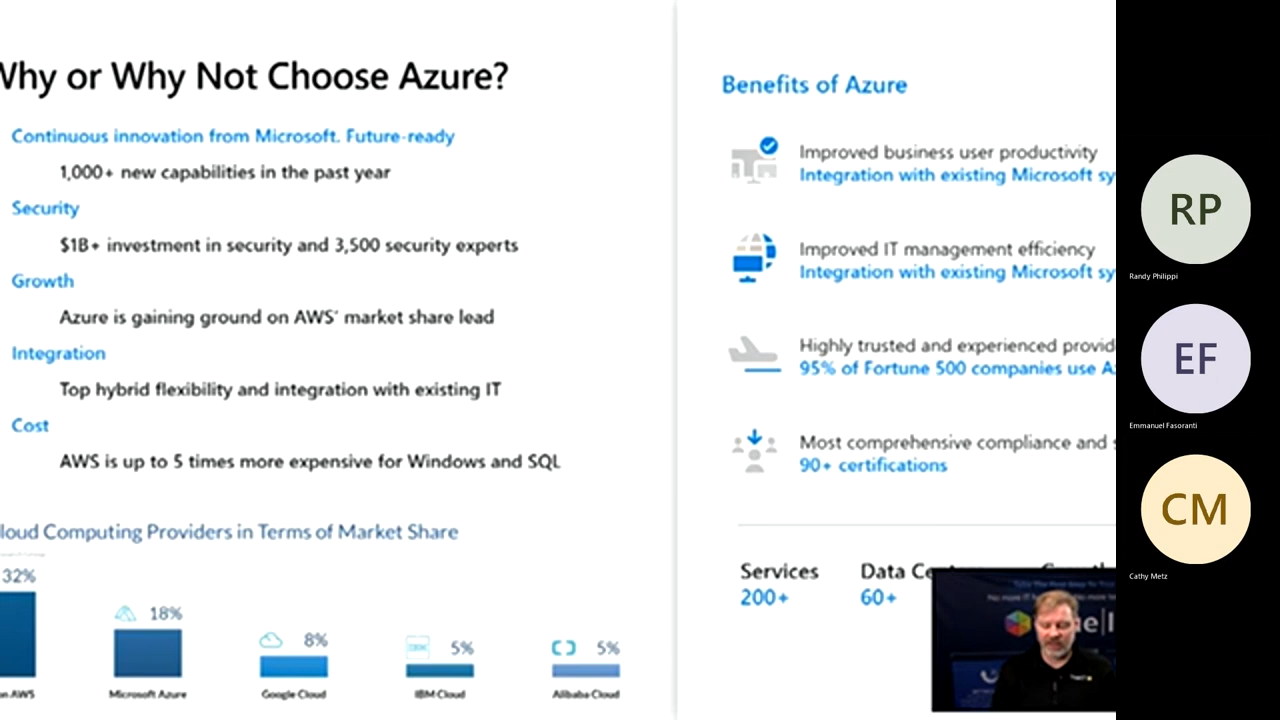 Why or Why Not Choose Azure?
Continuous innovation from Microsoft. Future-ready
1,000+ new capabilities in the past year
Security
$1B+ investment in security and 3,500 security experts
Growth
Azure is gaining ground on AWS' market share lead
Integration
Top hybrid flexibility and integration with existing IT
Cost
AWS is up to 5 times more expensive for Windows and SQL
loud Computing Providers in Terms of Market Share
32%
18%
8%
IBM
5%
5%
on AWS
Microsoft Azure
Google Cloud
IBM Cloud
Alibaba Cloud
Benefits of Azure
Improved business user productivity
Integration with existing Microsoft sy
Improved IT management efficiency
Integration with existing Microsoft sy
Highly trusted and experienced provid
95% of Fortune 500 companies use A
Most comprehensive compliance and s
90+ certifications
Services
200+
Data Ce
60+
RP
Randy Philippi
EF
Emmanuel Fasoranti
CM
Cathy Metz